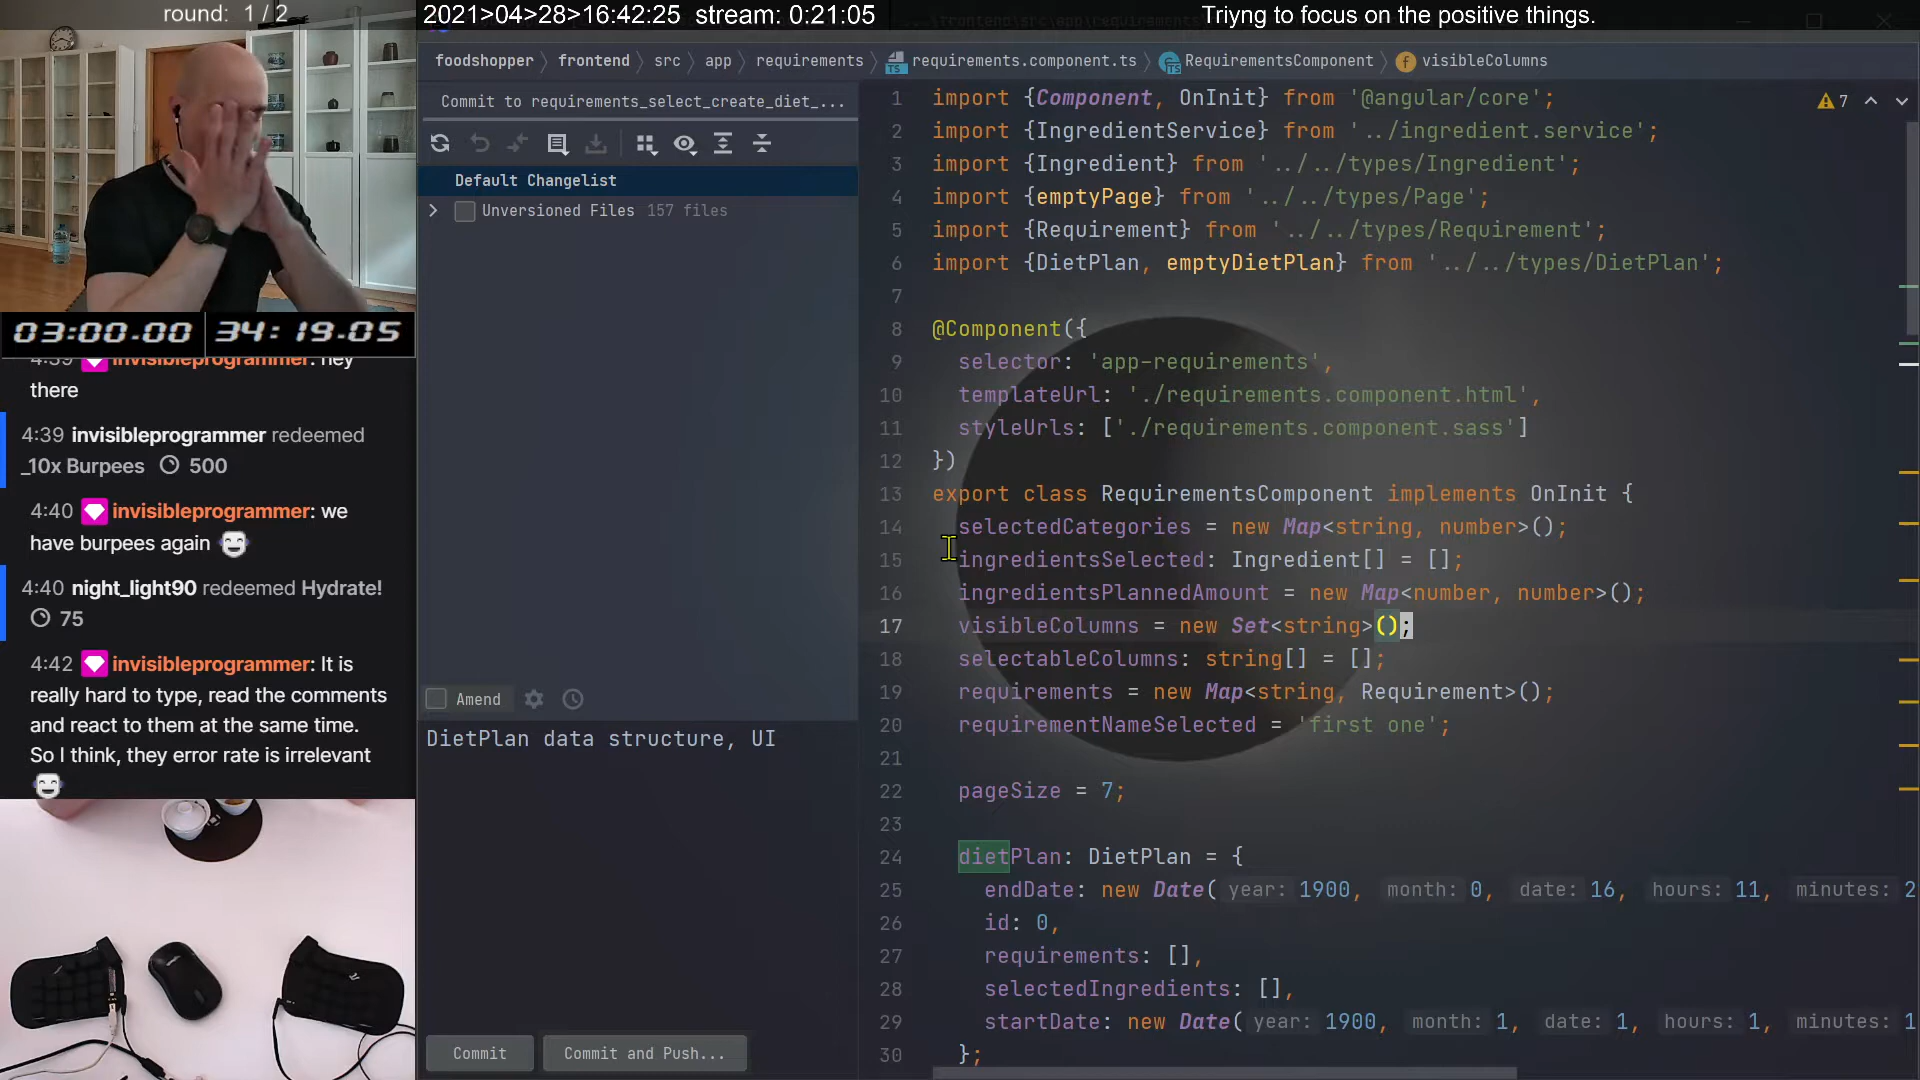 round: 1 / 2
2021>04>28>16:42:25 stream: 0:21:05
Triyng to focus on the positive things.
foodshopper
frontend
src
app
requirements
requirements.component.ts
RequirementsComponent
visibleColumns
03:00.00
34:19.05
4:39 invisibleprogrammer: hey
there
4:39 invisibleprogrammer redeemed
_10x Burpees 500
4:40 invisibleprogrammer: we
have burpees again
4:40 night_light90 redeemed Hydrate!
75
4:42 invisibleprogrammer: It is
really hard to type, read the comments
and react to them at the same time.
So I think, they error rate is irrelevant
Commit to requirements_select_create_diet_...
Default Changelist
Unversioned Files 157 files
Amend
DietPlan data structure, UI
Commit
Commit and Push...
7
1 import {Component, OnInit} from '@angular/core';
2 import {IngredientService} from '../ingredient.service';
3 import {Ingredient} from '../../types/Ingredient';
4 import {emptyPage} from '../../types/Page';
5 import {Requirement} from '../../types/Requirement';
6 import {DietPlan, emptyDietPlan} from '../../types/DietPlan';
7
8 @Component({
9 selector: 'app-requirements',
10 templateUrl: './requirements.component.html',
11 styleUrls: ['./requirements.component.sass']
12 })
13 export class RequirementsComponent implements OnInit {
14 selectedCategories = new Map<string, number>();
15 ingredientsSelected: Ingredient[] = [];
16 ingredientsPlannedAmount = new Map<number, number>();
17 visibleColumns = new Set<string>();
18 selectableColumns: string[] = [];
19 requirements = new Map<string, Requirement>();
20 requirementNameSelected = 'first one';
21
22 pageSize = 7;
23
24 dietPlan: DietPlan = {
25 endDate: new Date( year: 1900, month: 0, date: 16, hours: 11, minutes: 2
26 id: 0,
27 requirements: [],
28 selectedIngredients: [],
29 startDate: new Date( year: 1900, month: 1, date: 1, hours: 1, minutes: 1
30 };